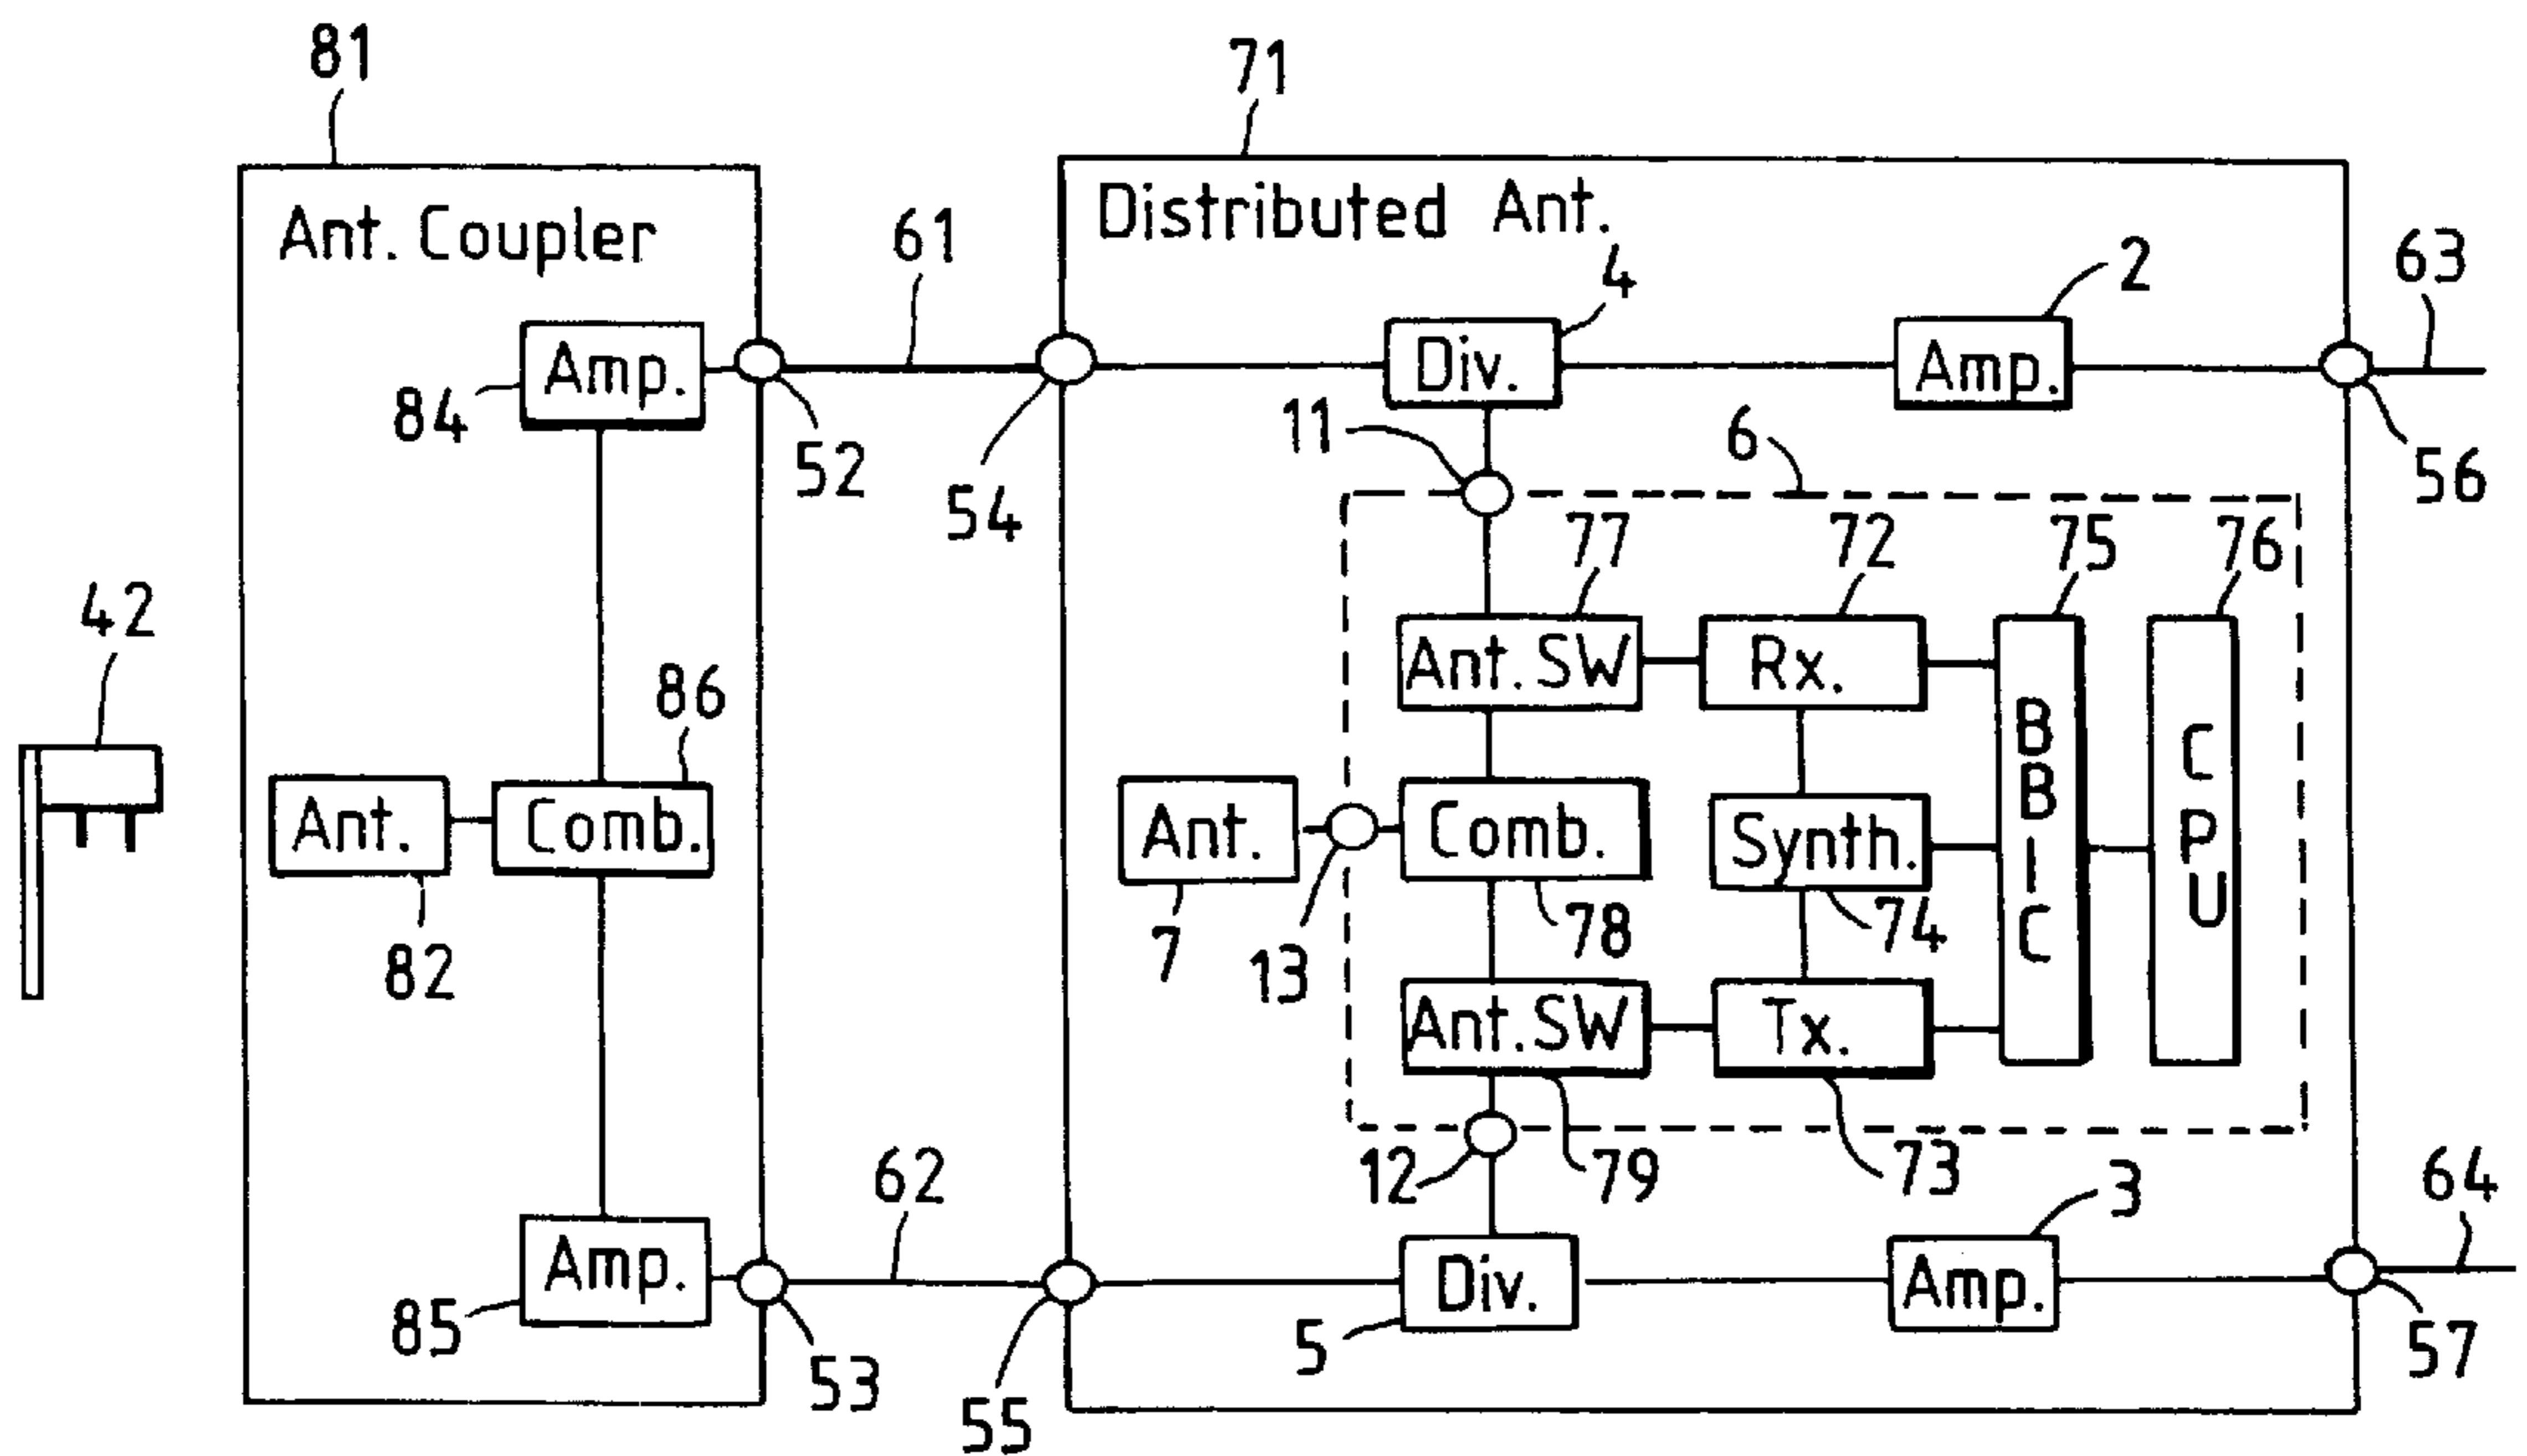 81
71
Ant. Coupler
61
Distributed Ant.
4
2
63
Amp.
Div.
Amp.
84
52
54
11
6
56
77
72
75
76
42
86
Ant. SW
Rx.
BBIC
CPU
Ant.
Comb.
Ant.
Comb.
Synth.
82
7
13
78
74
Ant. SW
Tx.
62
12
79
73
3
64
Amp.
Div.
Amp.
85
53
55
5
57